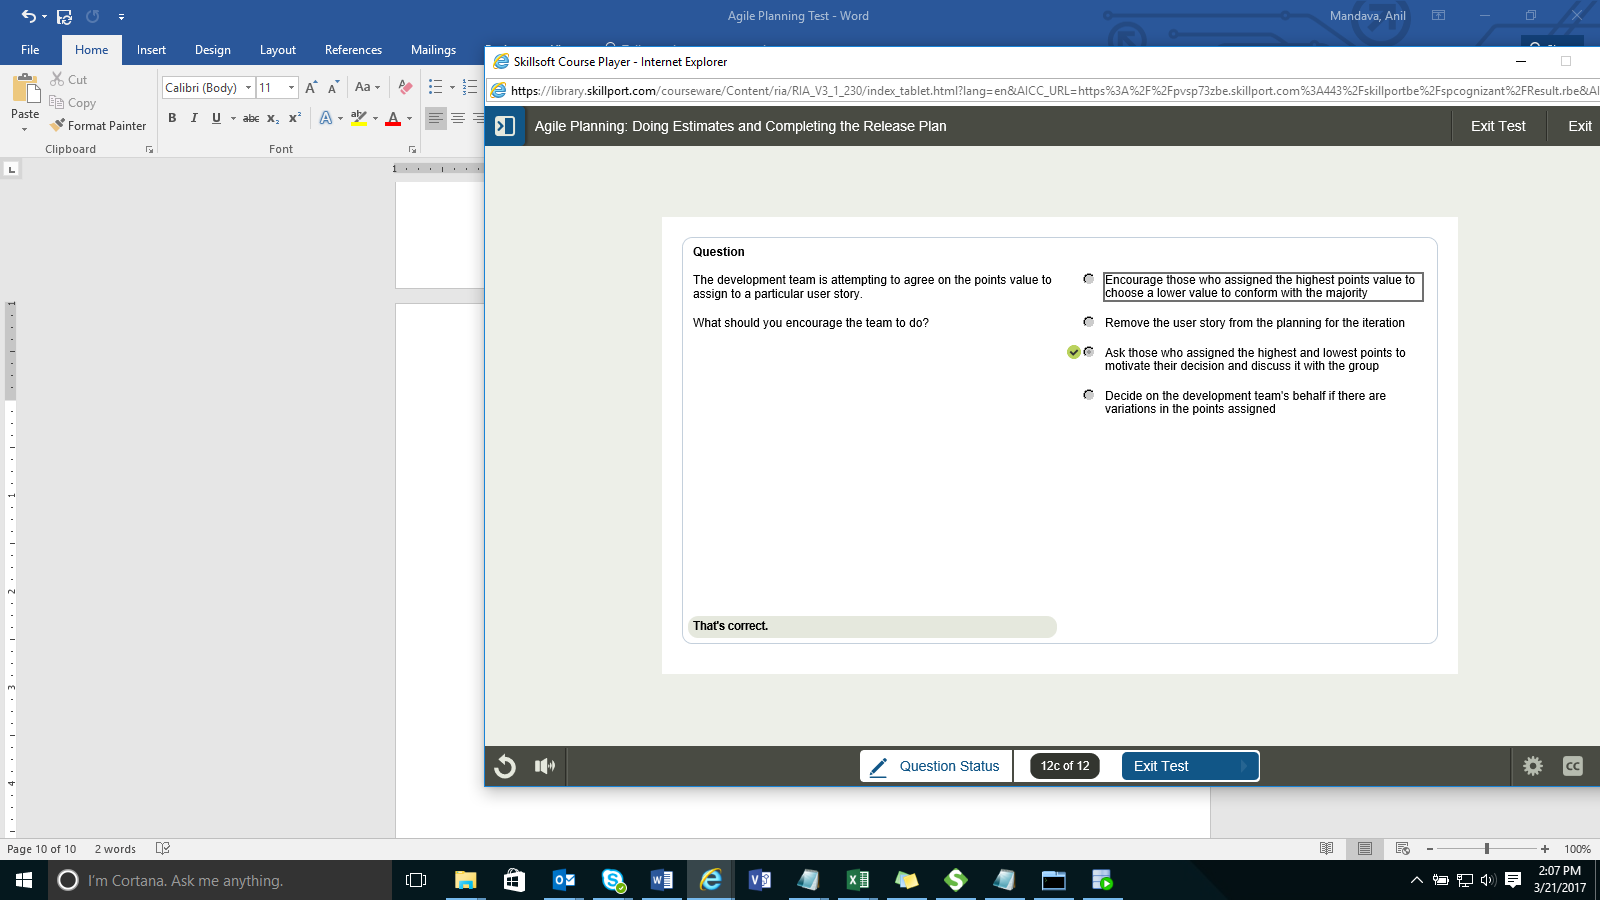 Agile Planning Test - Word
Mandava, Anil
File Home Insert Design Layout References Mailings
Paste
Cut
Copy
Format Painter
Clipboard
Calibri (Body) 11 A A Aa
B I U abc x₂ x² A ab A
Font
Skillsoft Course Player - Internet Explorer
https://library.skillport.com/courseware/Content/ria/RIA_V3_1_230/index_tablet.html?lang=en&AICC_URL=https%3A%2F%2Fpvsp73zbe.skillport.com%3A443%2Fskillportbe%2Fspcognizant%2FResult.rbe&AI
Agile Planning: Doing Estimates and Completing the Release Plan
Exit Test
Exit
Question
The development team is attempting to agree on the points value to
assign to a particular user story.
What should you encourage the team to do?
Encourage those who assigned the highest points value to
choose a lower value to conform with the majority
Remove the user story from the planning for the iteration
Ask those who assigned the highest and lowest points to
motivate their decision and discuss it with the group
Decide on the development team's behalf if there are
variations in the points assigned
That's correct.
Question Status
12c of 12
Exit Test
CC
Page 10 of 10 2 words
100%
I'm Cortana. Ask me anything.
2:07 PM
3/21/2017